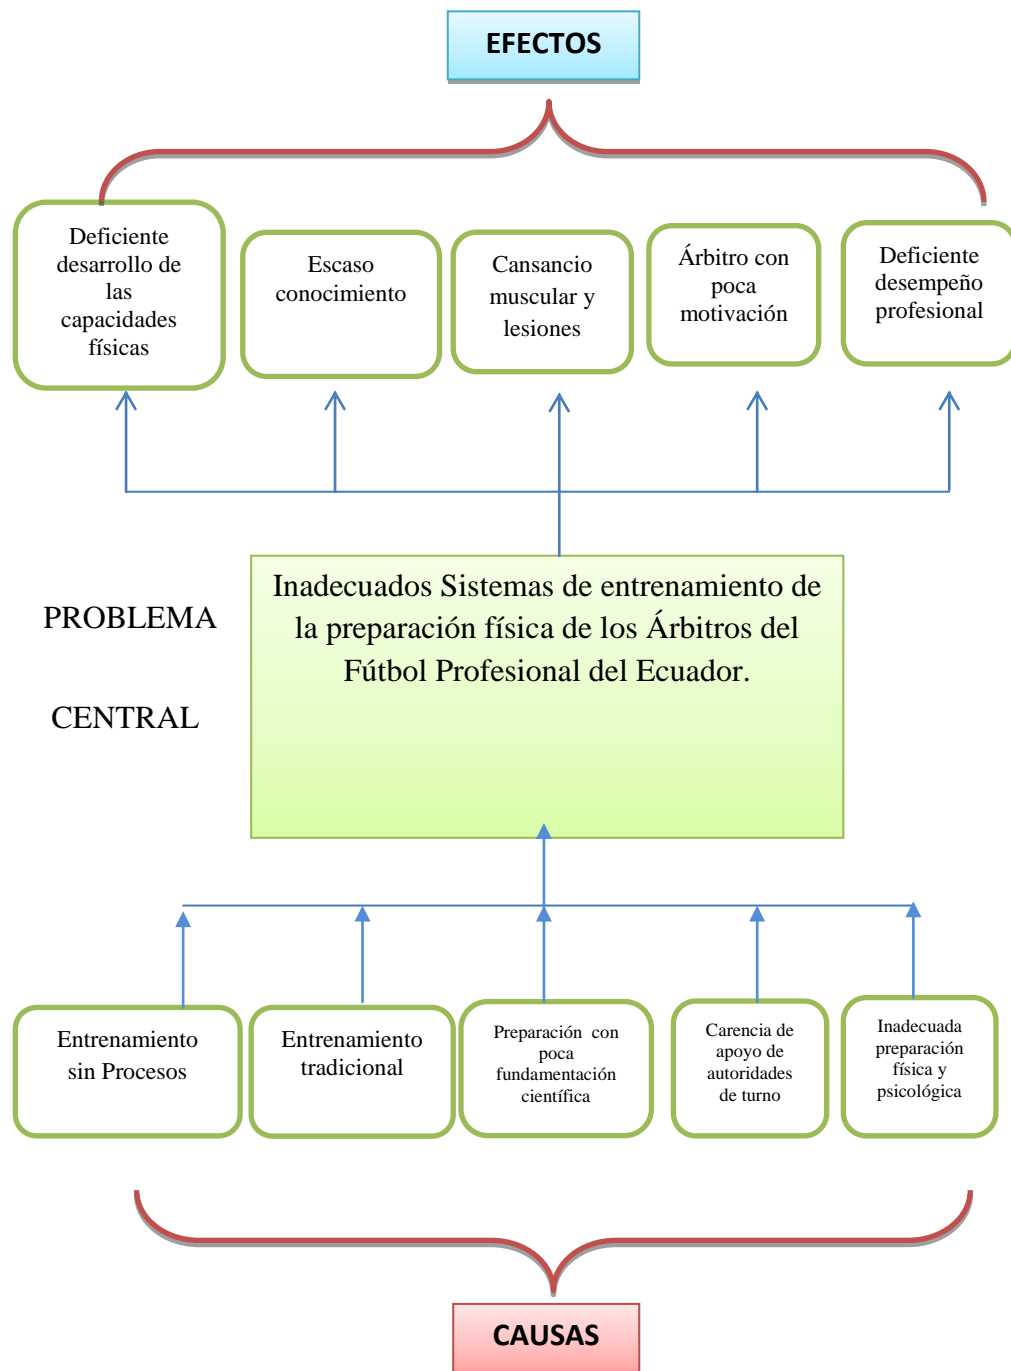 EFECTOS
Deficiente
desarrollo de
las
capacidades
físicas
Escaso
conocimiento
Cansancio
muscular y
lesiones
Árbitro con
poca
motivación
Deficiente
desempeño
profesional
PROBLEMA
CENTRAL
Inadecuados Sistemas de entrenamiento de
la preparación física de los Árbitros del
Fútbol Profesional del Ecuador.
Entrenamiento
sin Procesos
Entrenamiento
tradicional
Preparación con
poca
fundamentación
científica
Carencia de
apoyo de
autoridades
de turno
Inadecuada
preparación
física y
psicológica
CAUSAS